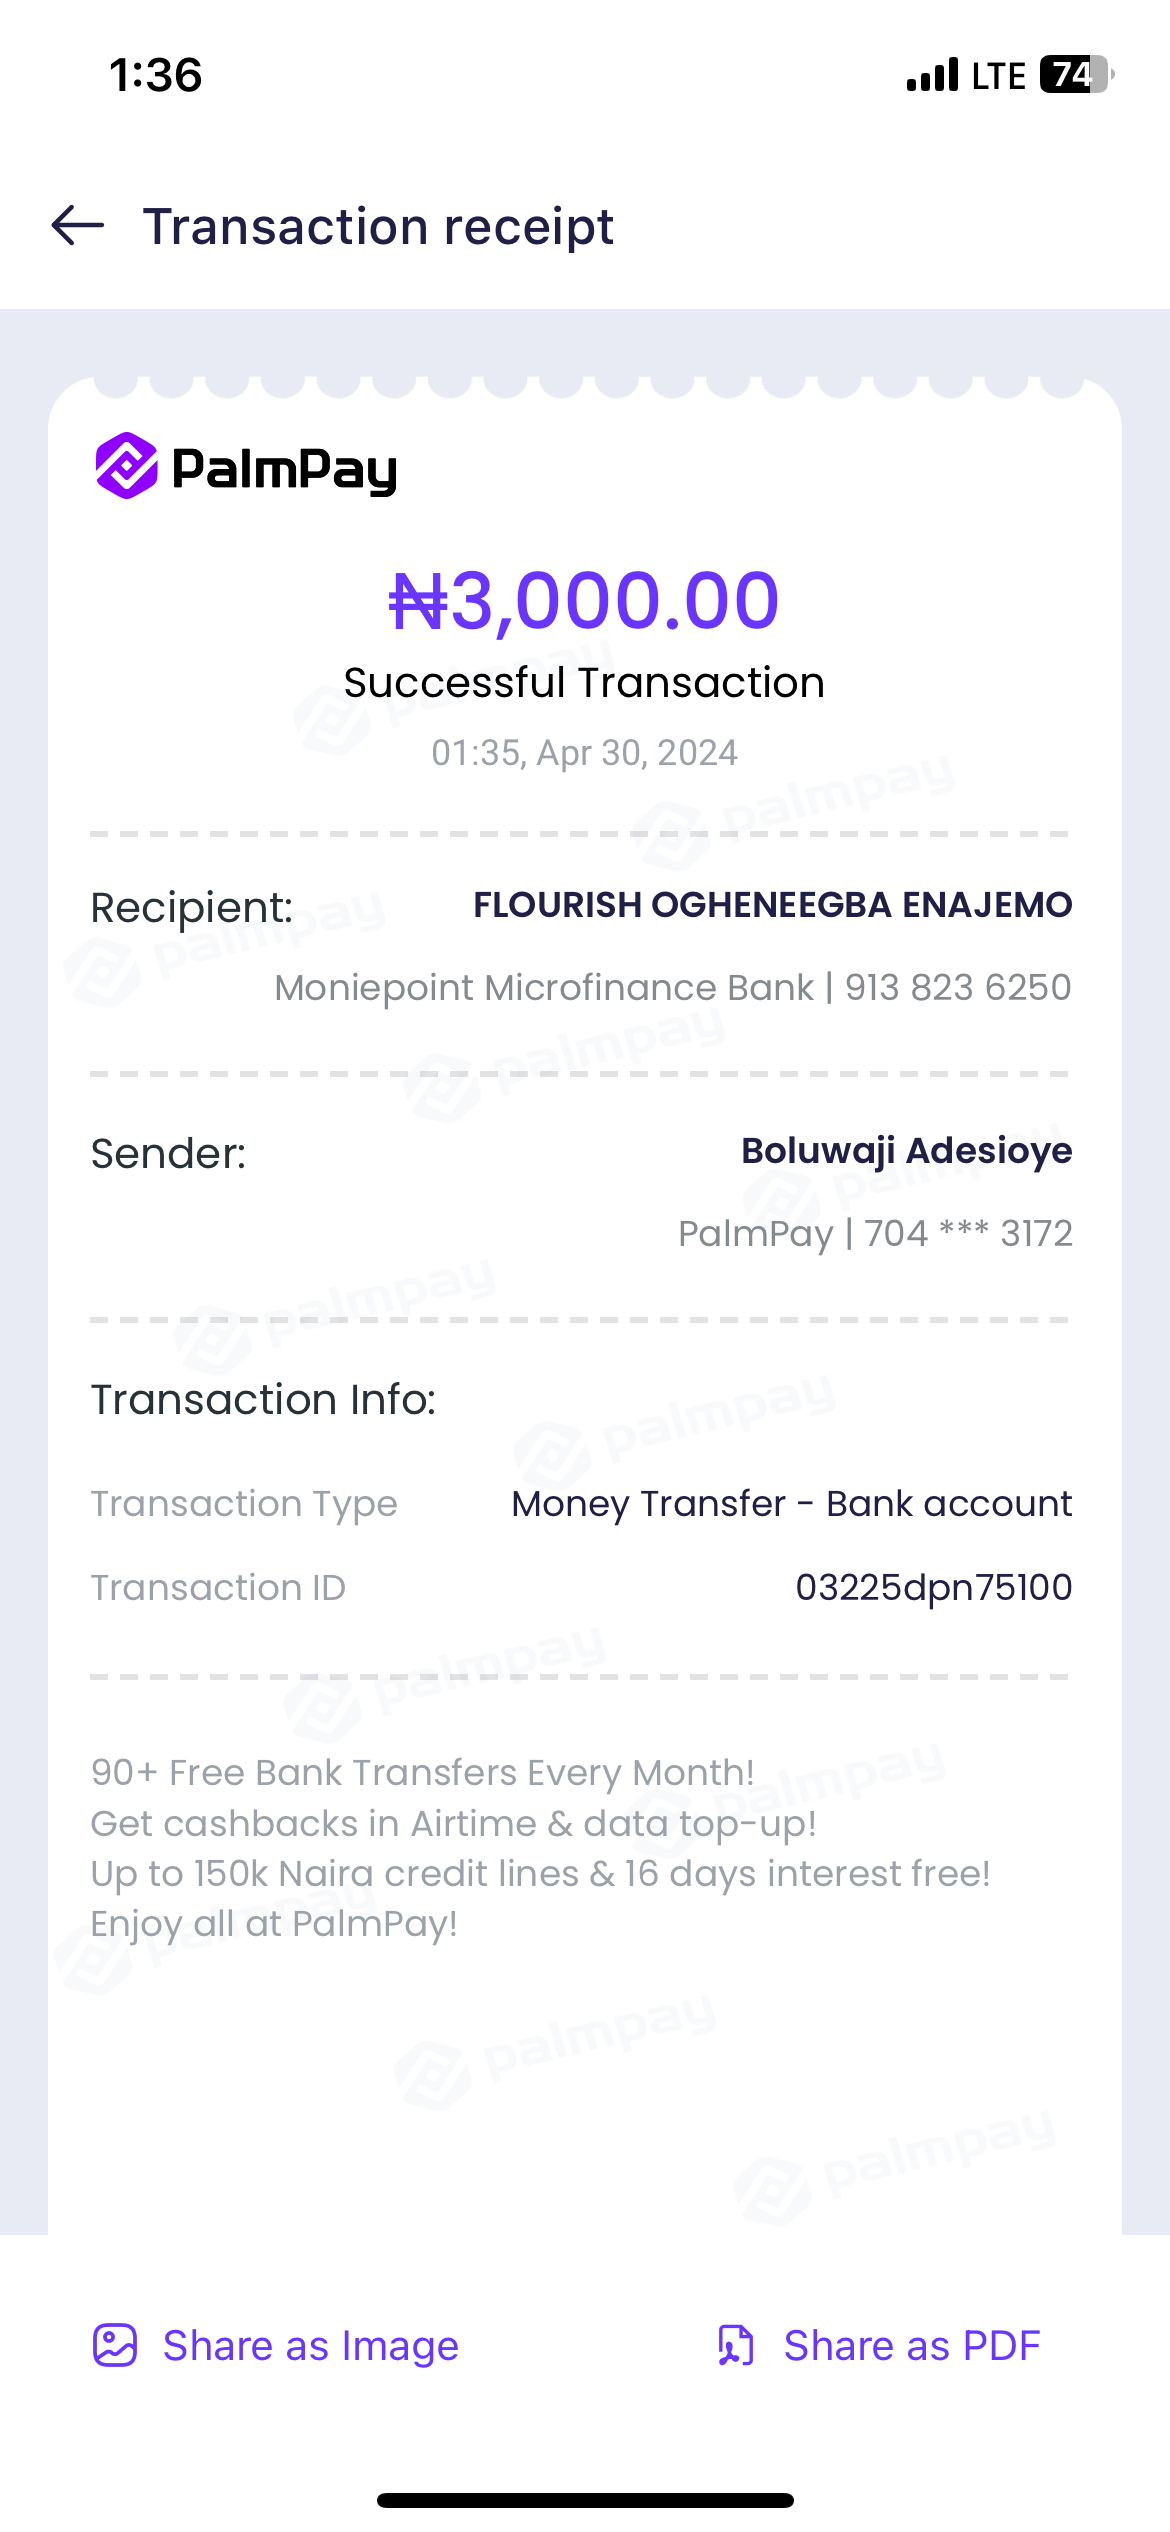 1:36 LTE 74
Transaction receipt
PalmPay
₦3,000.00
Successful Transaction
01:35, Apr 30, 2024
Recipient: FLOURISH OGHENEEGBA ENAJEMO
Moniepoint Microfinance Bank | 913 823 6250
Sender: Boluwaji Adesioye
PalmPay | 704 *** 3172
Transaction Info:
Transaction Type Money Transfer - Bank account
Transaction ID 03225dpn75100
90+ Free Bank Transfers Every Month!
Get cashbacks in Airtime & data top-up!
Up to 150k Naira credit lines & 16 days interest free!
Enjoy all at PalmPay!
Share as Image Share as PDF